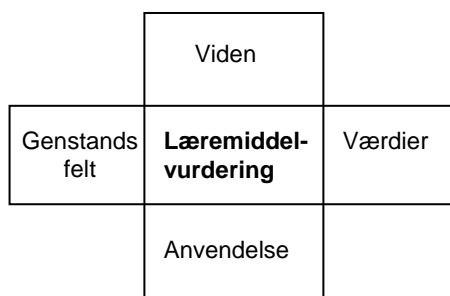 Viden
Genstands
felt
Læremiddel-
vurdering
Værdier
Anvendelse